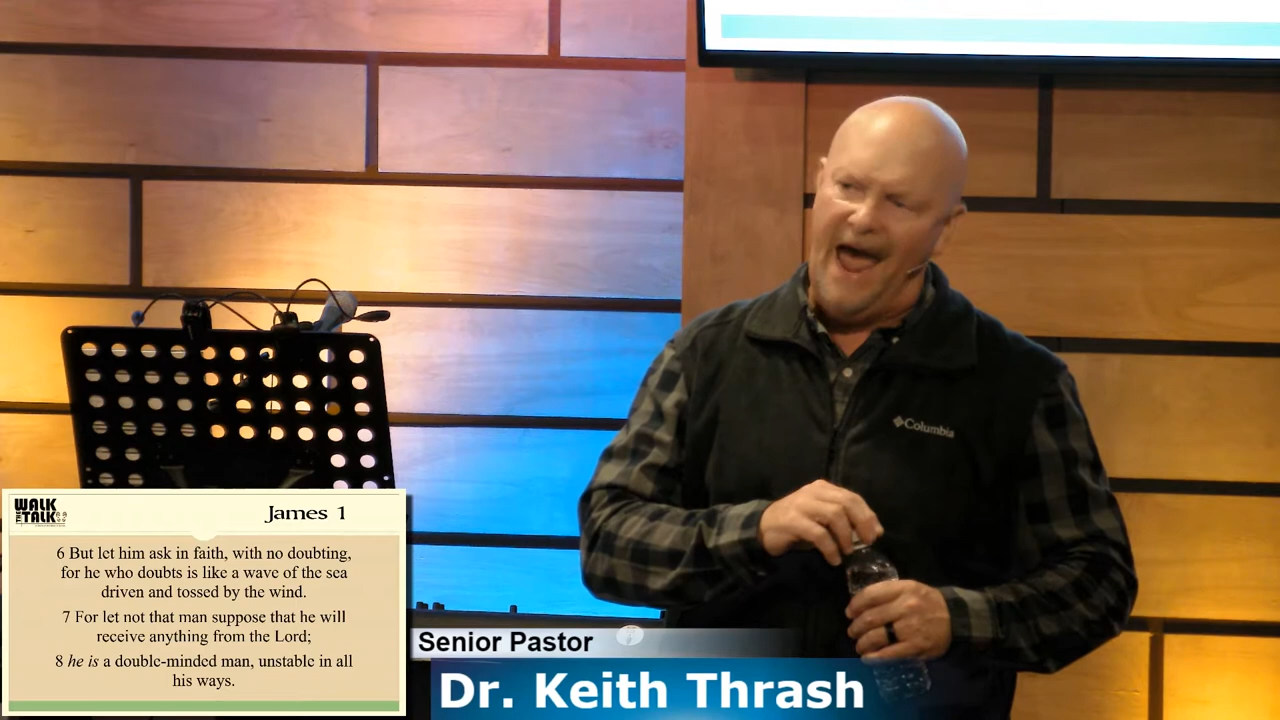 Columbia
WALK
THE TALK
James 1
6 But let him ask in faith, with no doubting,
for he who doubts is like a wave of the sea
driven and tossed by the wind.
7 For let not that man suppose that he will
receive anything from the Lord;
8 he is a double-minded man, unstable in all
his ways.
Senior Pastor
Dr. Keith Thrash